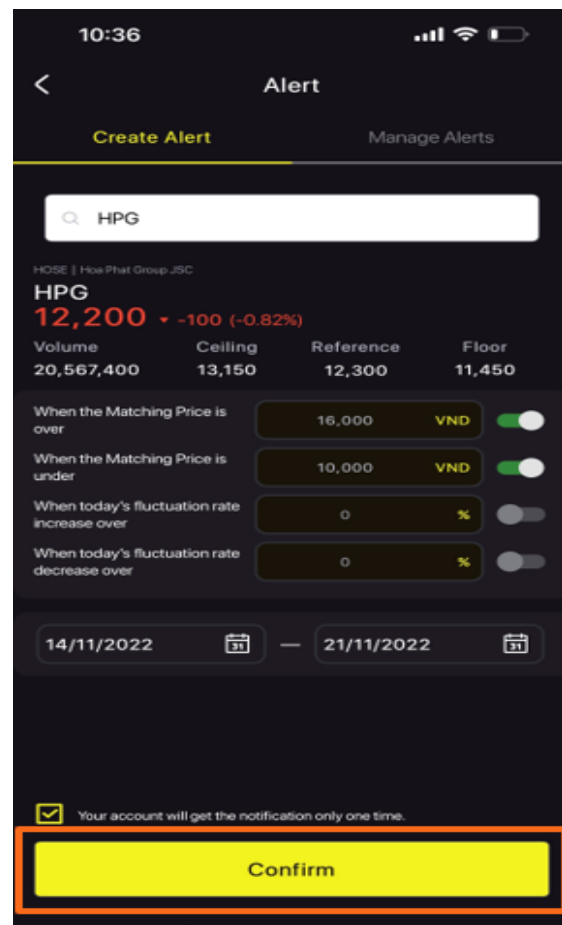 10:36
Alert
Create Alert Manage Alerts
HPG
HOSE | Hoa Phat Group JSC
HPG
12,200 -100 (-0.82%)
Volume Ceiling Reference Floor
20,567,400 13,150 12,300 11,450
When the Matching Price is
over
16,000 VND
When the Matching Price is
under
10,000 VND
When today's fluctuation rate
increase over
0 %
When today's fluctuation rate
decrease over
0 %
14/11/2022 31 — 21/11/2022 31
Your account will get the notification only one time.
Confirm